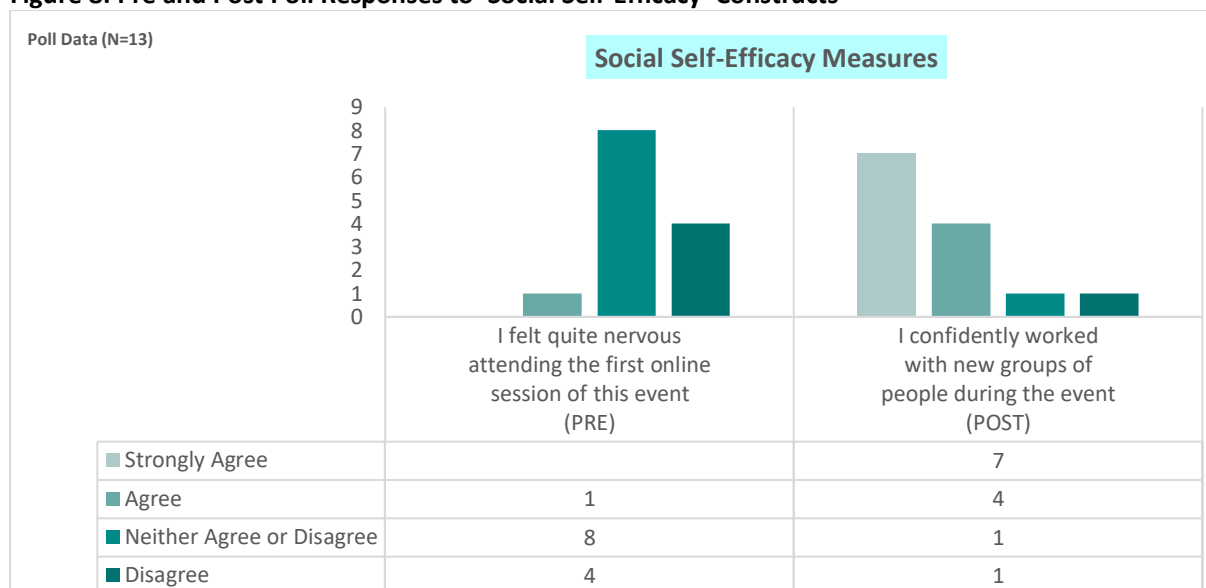 Poll Data (N=13)
Social Self-Efficacy Measures
9
8
7
6
5
4
3
2
1
0
I felt quite nervous
attending the first online
session of this event
(PRE)
I confidently worked
with new groups of
people during the event
(POST)
Strongly Agree 7
Agree 1 4
Neither Agree or Disagree 8 1
Disagree 4 1